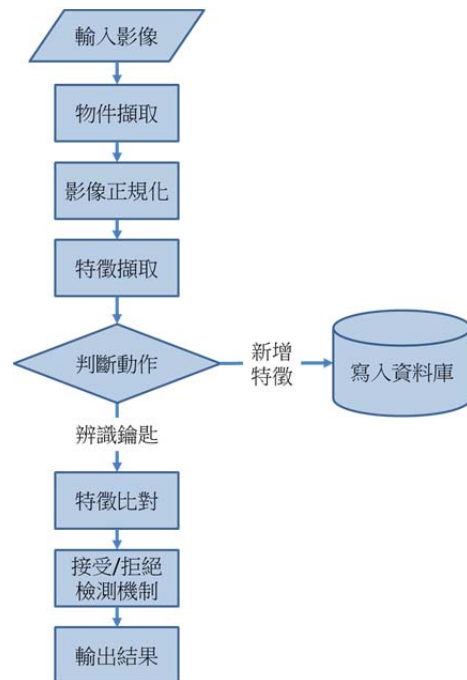 輸入影像
物件擷取
影像正規化
特徵擷取
判斷動作
新增
特徵
寫入資料庫
辨識鑰匙
特徵比對
接受/拒絕
檢測機制
輸出結果